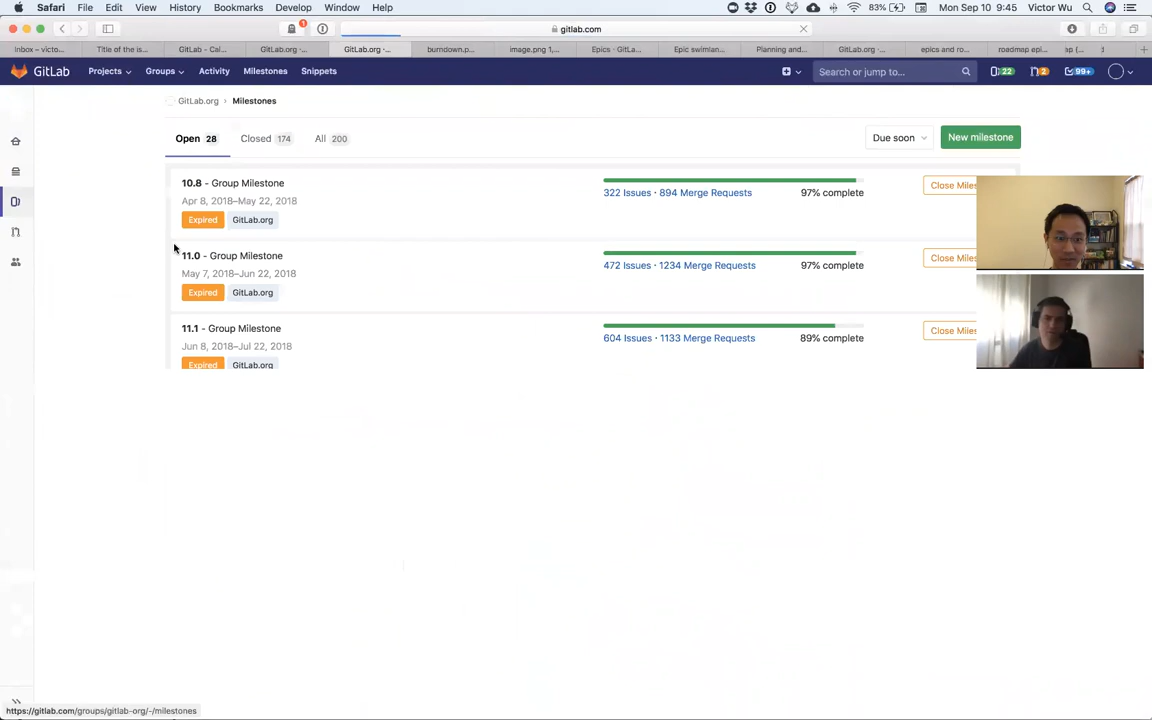 Safari File Edit View History Bookmarks Develop Window Help 83% Mon Sep 10 9:45 Victor Wu
1 gitlab.com
Inbox – victo... Title of the is... GitLab - Cal... GitLab.org ·... GitLab.org ·... burndown.p... image.png 1,... Epics · GitLa... Epic swimlan... Planning and... GitLab.org ·... epics and ro... roadmap epi...
GitLab Projects Groups Activity Milestones Snippets Search or jump to... 22 2 99+
GitLab.org › Milestones
Open 28 Closed 174 All 200 Due soon New milestone
10.8 - Group Milestone
Apr 8, 2018–May 22, 2018
Expired GitLab.org
322 Issues · 894 Merge Requests 97% complete
Close Miles
11.0 - Group Milestone
May 7, 2018–Jun 22, 2018
Expired GitLab.org
472 Issues · 1234 Merge Requests 97% complete
Close Miles
11.1 - Group Milestone
Jun 8, 2018–Jul 22, 2018
Expired GitLab.org
604 Issues · 1133 Merge Requests 89% complete
Close Miles
https://gitlab.com/groups/gitlab-org/-/milestones